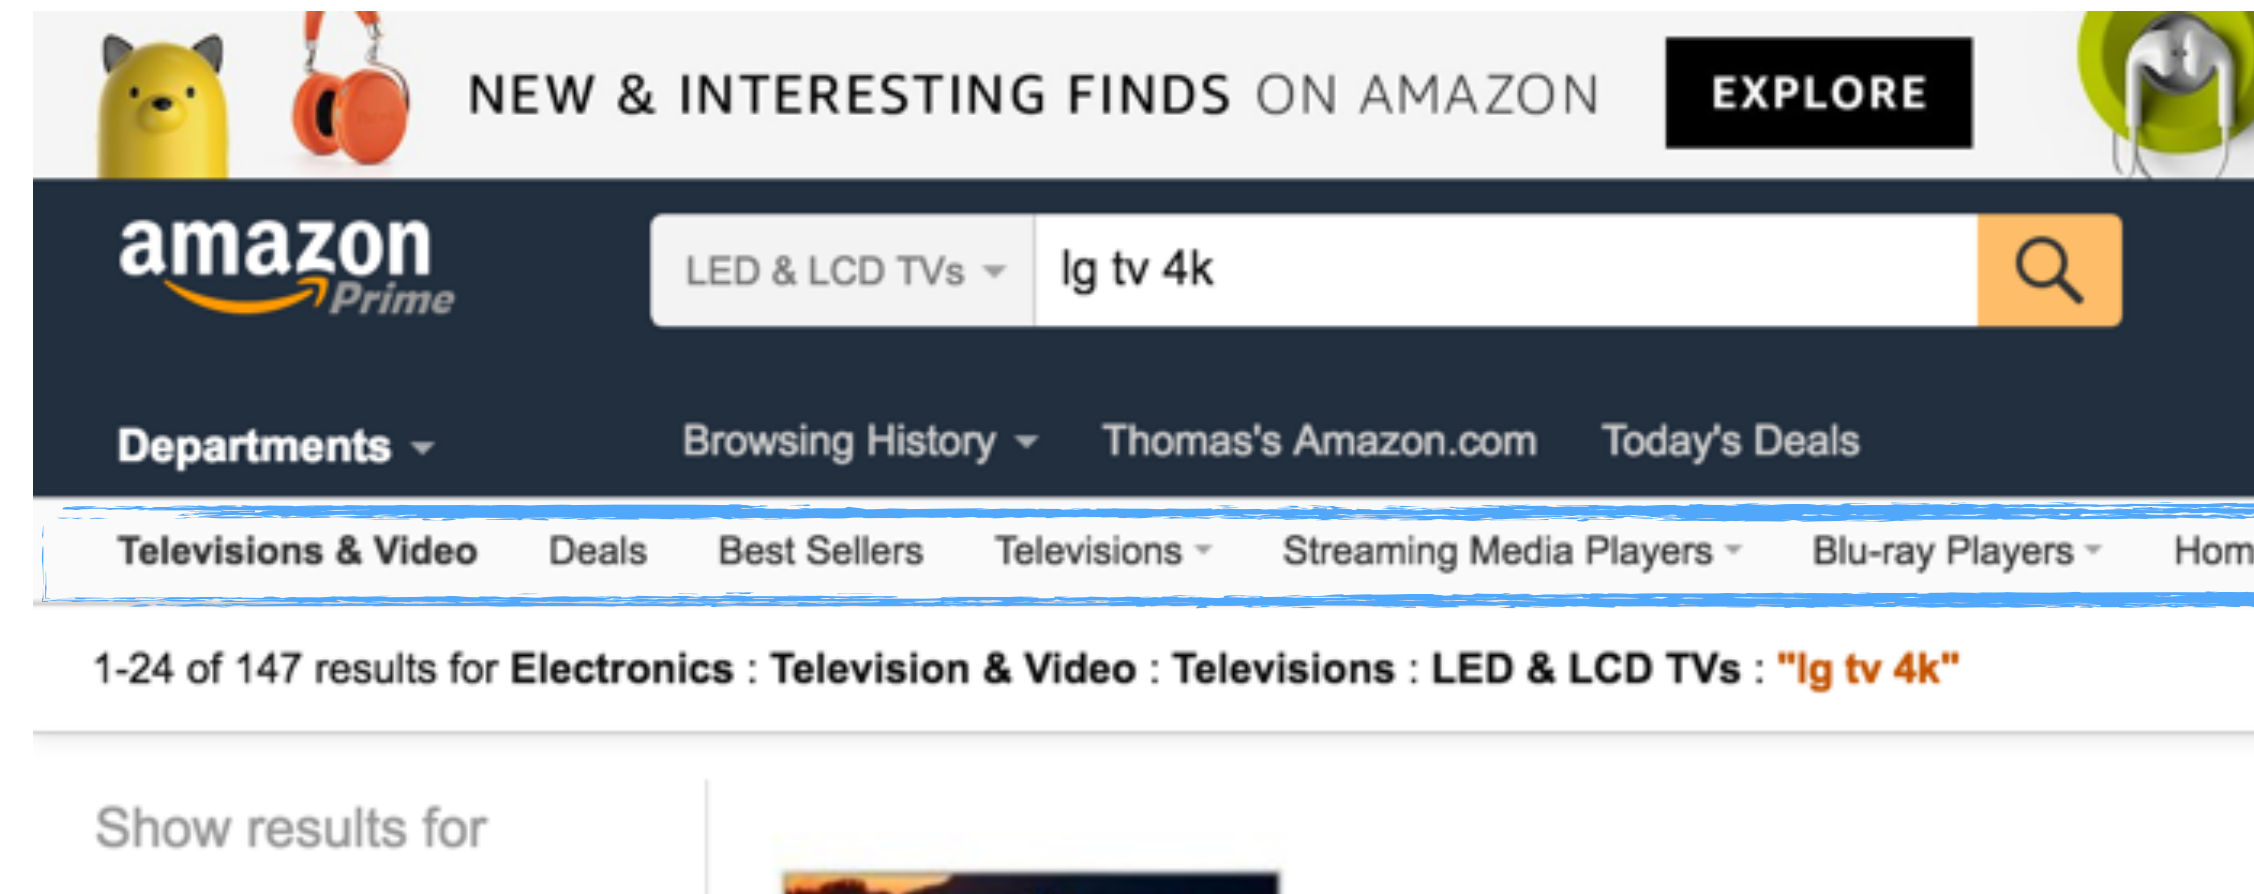 NEW & INTERESTING FINDS ON AMAZON EXPLORE
amazon
Prime
LED & LCD TVs lg tv 4k
Departments Browsing History Thomas's Amazon.com Today's Deals
Televisions & Video Deals Best Sellers Televisions Streaming Media Players Blu-ray Players Hom
1-24 of 147 results for Electronics : Television & Video : Televisions : LED & LCD TVs : "lg tv 4k"
Show results for